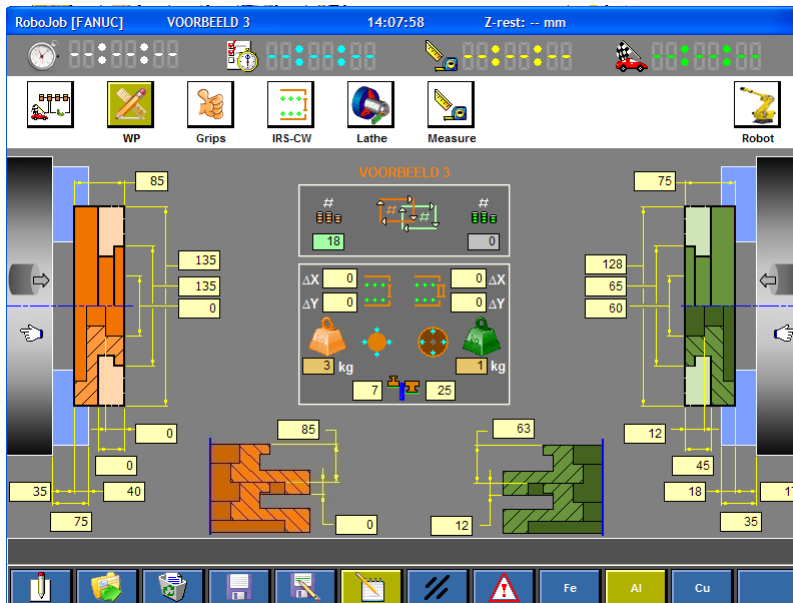 RoboJob [FANUC] VOORBEELD 3 14:07:58 Z-rest: -- mm
WP Grips IRS-CW Lathe Measure Robot
VOORBEELD 3
# #
#
18 0
85 75
135 128
135 65
0 60
ΔX 0 0 ΔX
ΔY 0 0 ΔY
3 kg 1 kg
7 25
0 85 63 12
0 45
35 40 18
75 0 12 35
Fe Al Cu